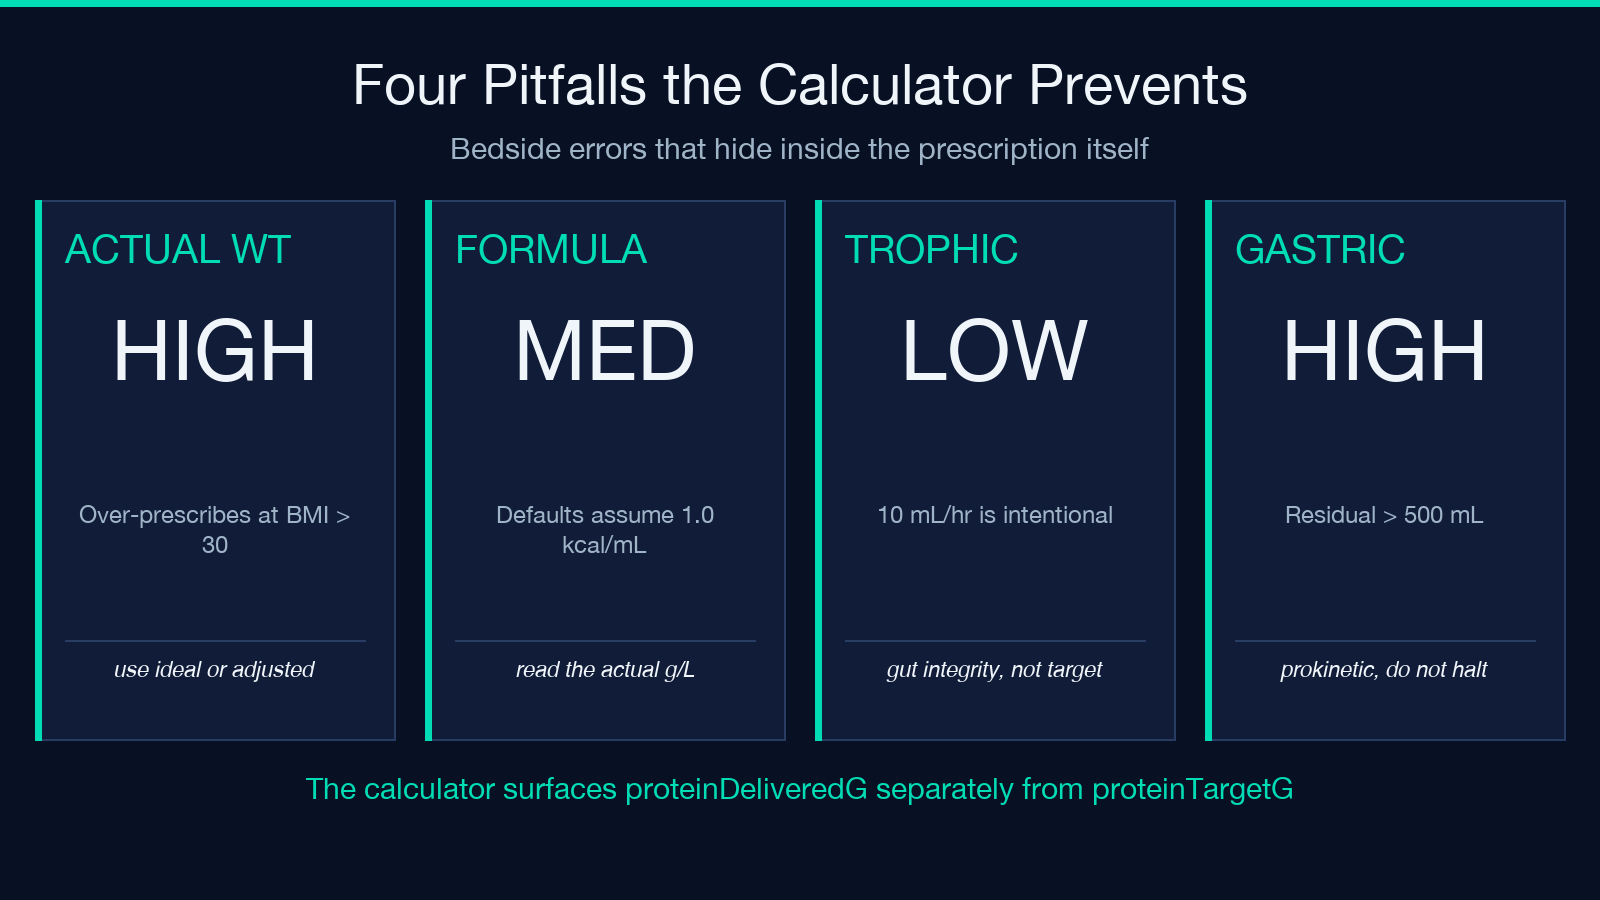 Four Pitfalls the Calculator Prevents
Bedside errors that hide inside the prescription itself
ACTUAL WT
HIGH
Over-prescribes at BMI >
30
use ideal or adjusted
FORMULA
MED
Defaults assume 1.0
kcal/mL
read the actual g/L
TROPHIC
LOW
10 mL/hr is intentional
gut integrity, not target
GASTRIC
HIGH
Residual > 500 mL
prokinetic, do not halt
The calculator surfaces proteinDeliveredG separately from proteinTargetG